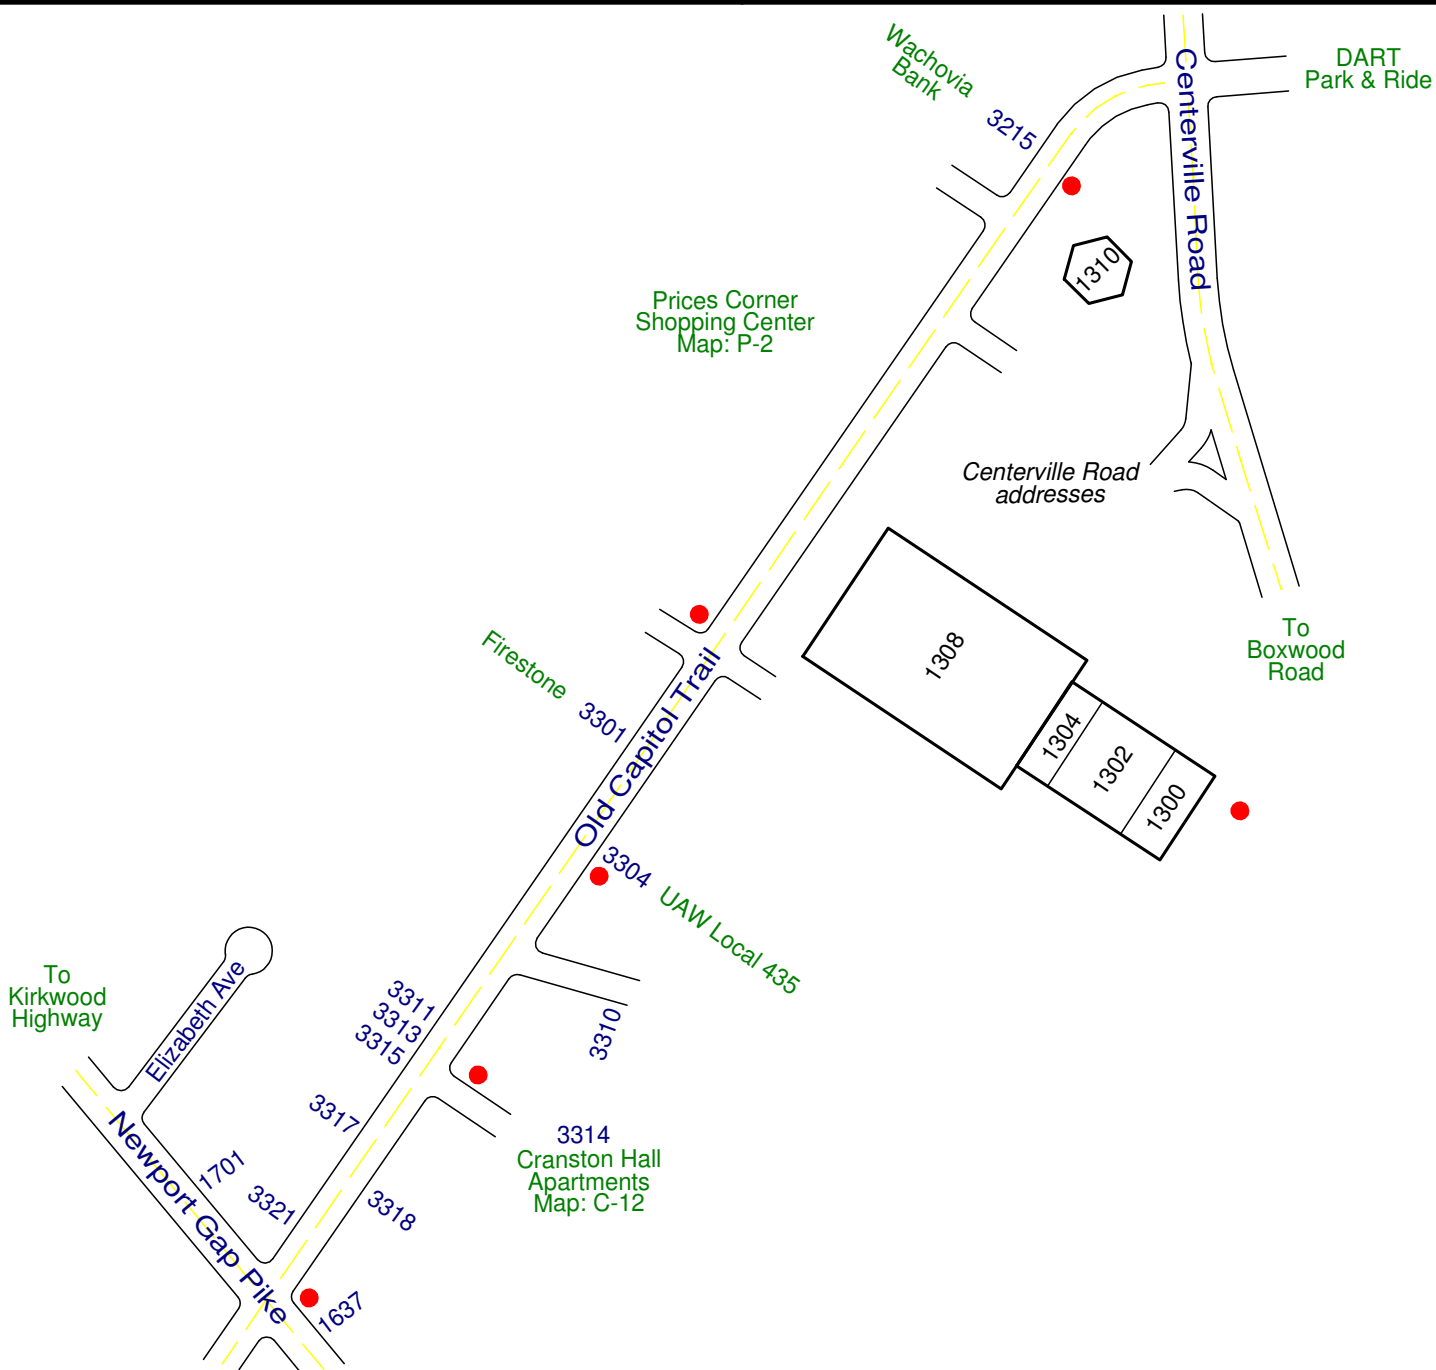 Wachovia
Bank
3215
Centerville Road
DART
Park & Ride
1310
Prices Corner
Shopping Center
Map: P-2
Centerville Road
addresses
Firestone
3301
Old Capitol Trail
1308
1304
1302
1300
To
Boxwood
Road
3304
UAW Local 435
To
Kirkwood
Highway
Elizabeth Ave
3311
3313
3315
3310
3317
3314
Cranston Hall
Apartments
Map: C-12
1701
3321
3318
Newport Gap Pike
1637